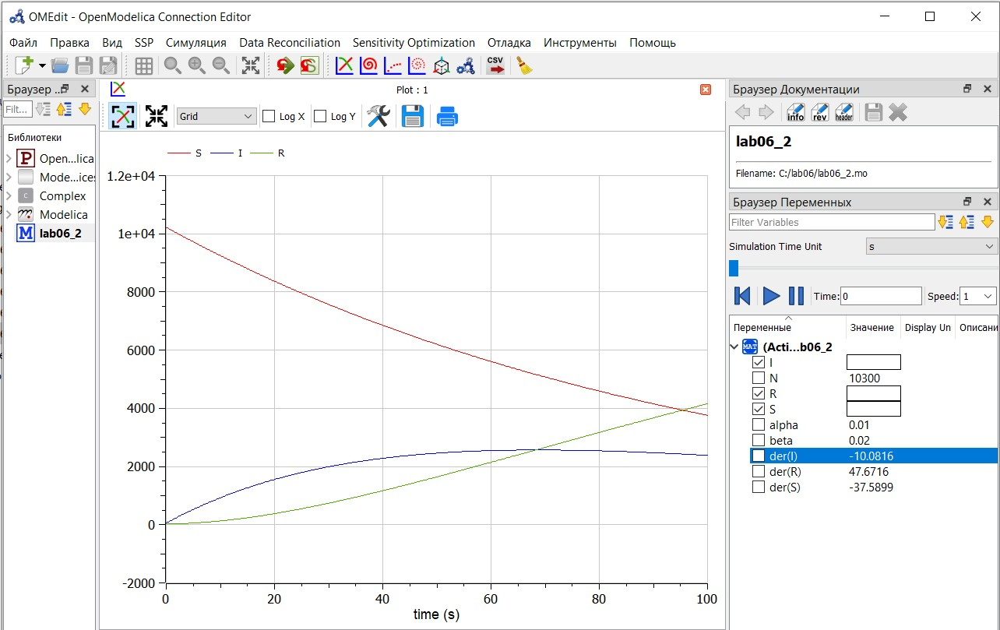 OMEdit - OpenModelica Connection Editor
Файл Правка Вид SSP Симуляция Data Reconciliation Sensitivity Optimization Отладка Инструменты Помощь
CSV
Браузер ...
Filt...
Библиотеки
P Open...lica
Mode...ices
C Complex
Modelica
M lab06_2
Plot : 1
Grid Log X Log Y
S I R
1.2e+04
1e+04
8000
6000
4000
2000
0
-2000
0 20 40 60 80 100
time (s)
Браузер Документации
info rev header
lab06_2
Filename: C:/lab06/lab06_2.mo
Браузер Переменных
Filter Variables
Simulation Time Unit s
Time: 0 Speed: 1
Переменные Значение Display Un Описани
MAT (Acti...b06_2
I
N 10300
R
S
alpha 0.01
beta 0.02
der(I) -10.0816
der(R) 47.6716
der(S) -37.5899